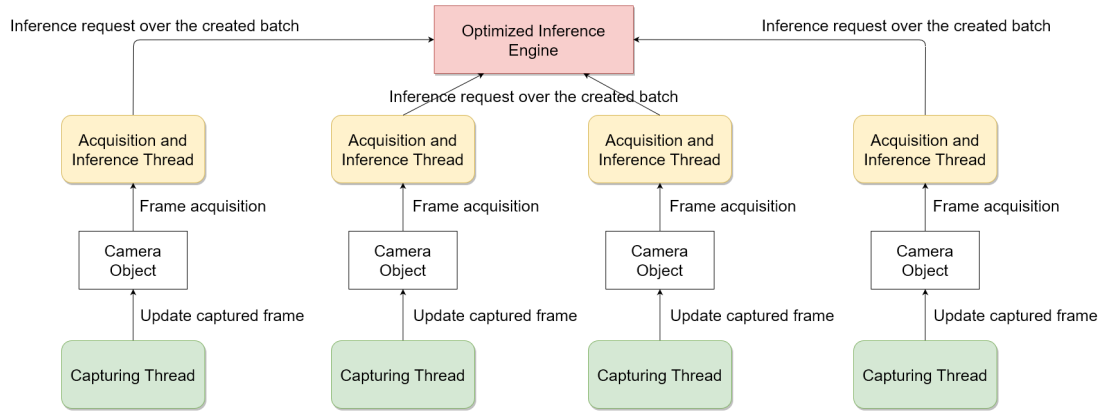 Inference request over the created batch
Optimized Inference
Engine
Inference request over the created batch
Inference request over the created batch
Acquisition and
Inference Thread
Acquisition and
Inference Thread
Acquisition and
Inference Thread
Acquisition and
Inference Thread
Frame acquisition
Frame acquisition
Frame acquisition
Frame acquisition
Camera
Object
Camera
Object
Camera
Object
Camera
Object
Update captured frame
Update captured frame
Update captured frame
Update captured frame
Capturing Thread
Capturing Thread
Capturing Thread
Capturing Thread